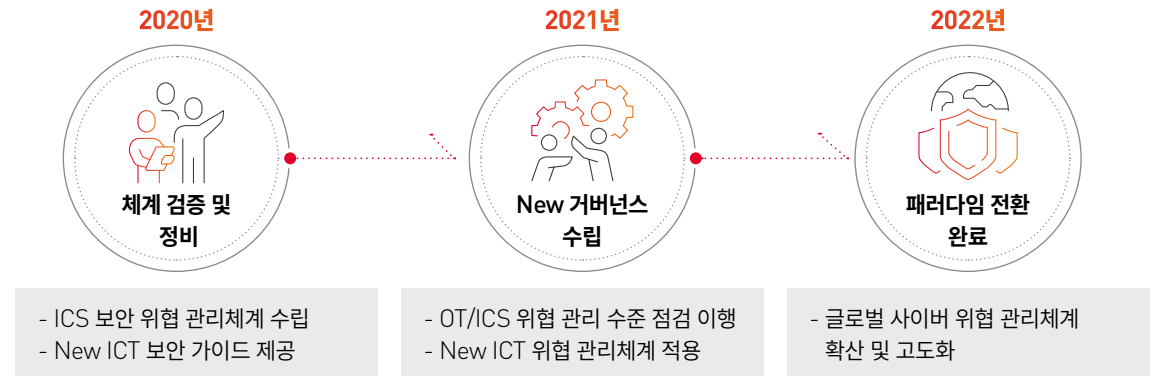 2020년
체계 검증 및
정비
- ICS 보안 위협 관리체계 수립
- New ICT 보안 가이드 제공
2021년
New 거버넌스
수립
- OT/ICS 위협 관리 수준 점검 이행
- New ICT 위협 관리체계 적용
2022년
패러다임 전환
완료
- 글로벌 사이버 위협 관리체계
확산 및 고도화